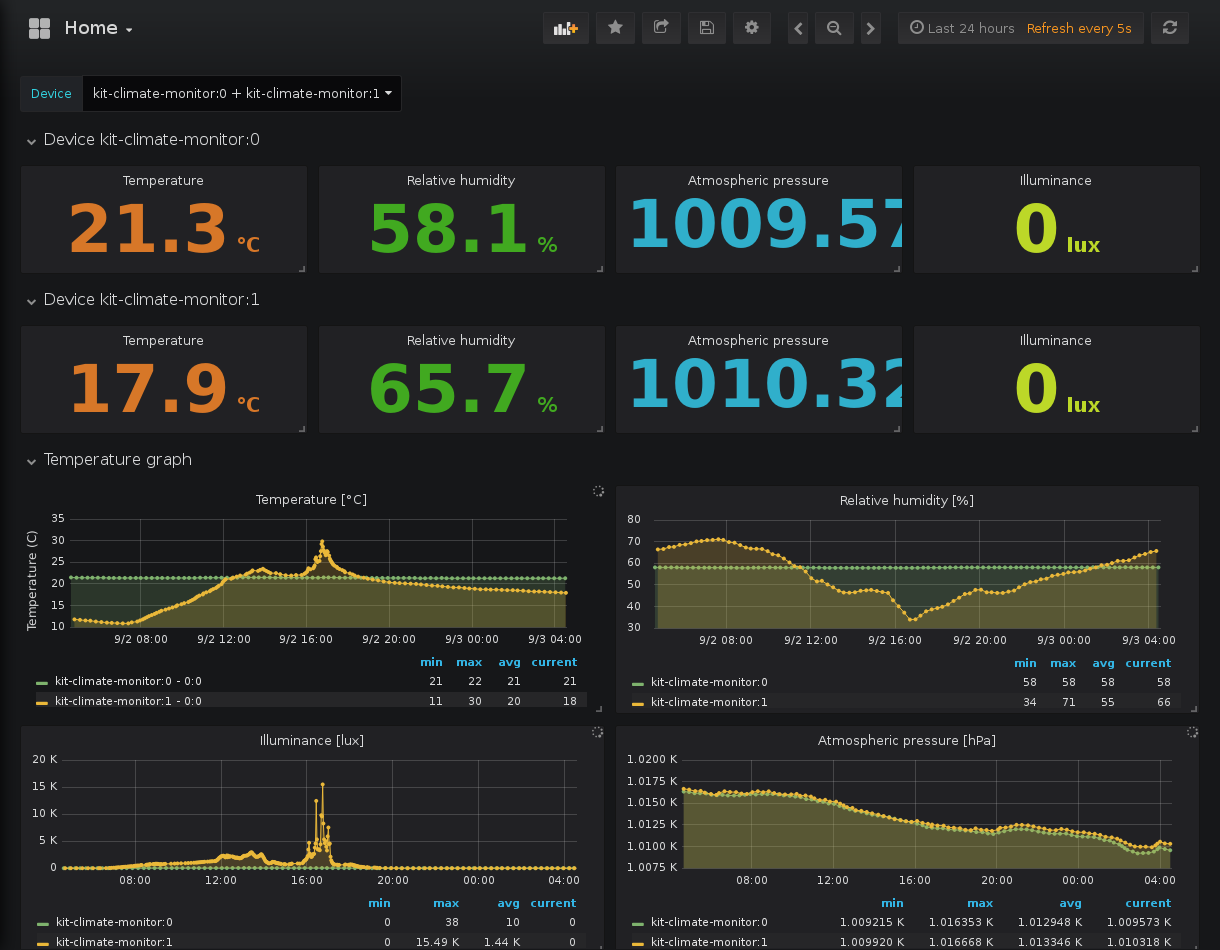 Home
Last 24 hours Refresh every 5s
Device kit-climate-monitor:0 + kit-climate-monitor:1
Device kit-climate-monitor:0
Temperature Relative humidity Atmospheric pressure Illuminance
21.3 °C 58.1 % 1009.57 0 lux
Device kit-climate-monitor:1
Temperature Relative humidity Atmospheric pressure Illuminance
17.9 °C 65.7 % 1010.32 0 lux
Temperature graph
Temperature [°C]
Temperature (C)
35
30
25
20
15
10
9/2 08:00 9/2 12:00 9/2 16:00 9/2 20:00 9/3 00:00 9/3 04:00
min max avg current
kit-climate-monitor:0 - 0:0 21 22 21 21
kit-climate-monitor:1 - 0:0 11 30 20 18
Relative humidity [%]
80
70
60
50
40
30
9/2 08:00 9/2 12:00 9/2 16:00 9/2 20:00 9/3 00:00 9/3 04:00
min max avg current
kit-climate-monitor:0 58 58 58 58
kit-climate-monitor:1 34 71 55 66
Illuminance [lux]
20 K
15 K
10 K
5 K
0
08:00 12:00 16:00 20:00 00:00 04:00
min max avg current
kit-climate-monitor:0 0 38 10 0
kit-climate-monitor:1 0 15.49 K 1.44 K 0
Atmospheric pressure [hPa]
1.0200 K
1.0175 K
1.0150 K
1.0125 K
1.0100 K
1.0075 K
08:00 12:00 16:00 20:00 00:00 04:00
min max avg current
kit-climate-monitor:0 1.009215 K 1.016353 K 1.012948 K 1.009573 K
kit-climate-monitor:1 1.009920 K 1.016668 K 1.013346 K 1.010318 K